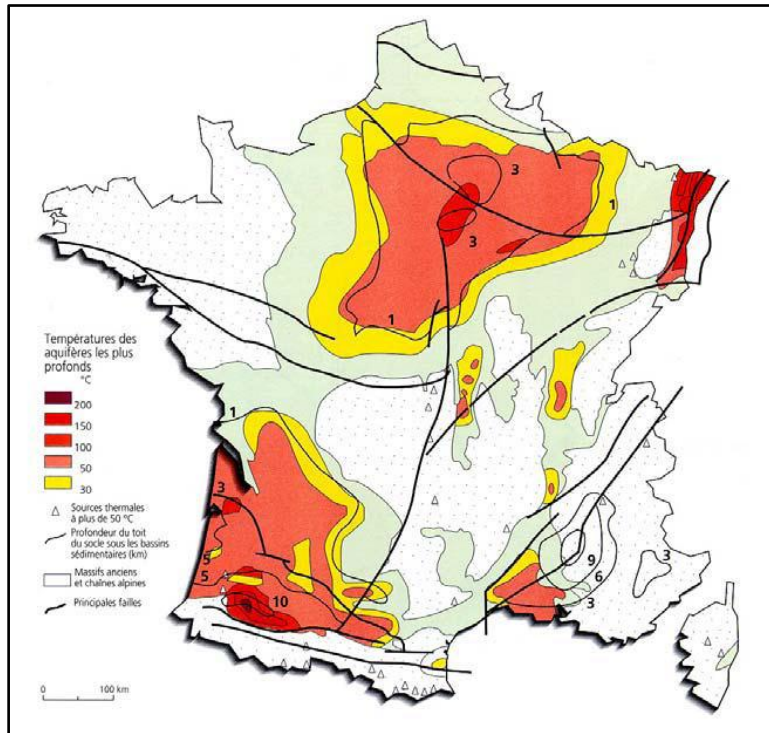 3
1
3
1
Températures des
aquifères les plus
profonds
°C
200
150
100
50
30
Sources thermales
à plus de 50 °C
Profondeur du toit
du socle sous les bassins
sédimentaires (km)
Massifs anciens
et chaînes alpines
Principales failles
0 100 km
1
3
5
5
10
9
6
3
3